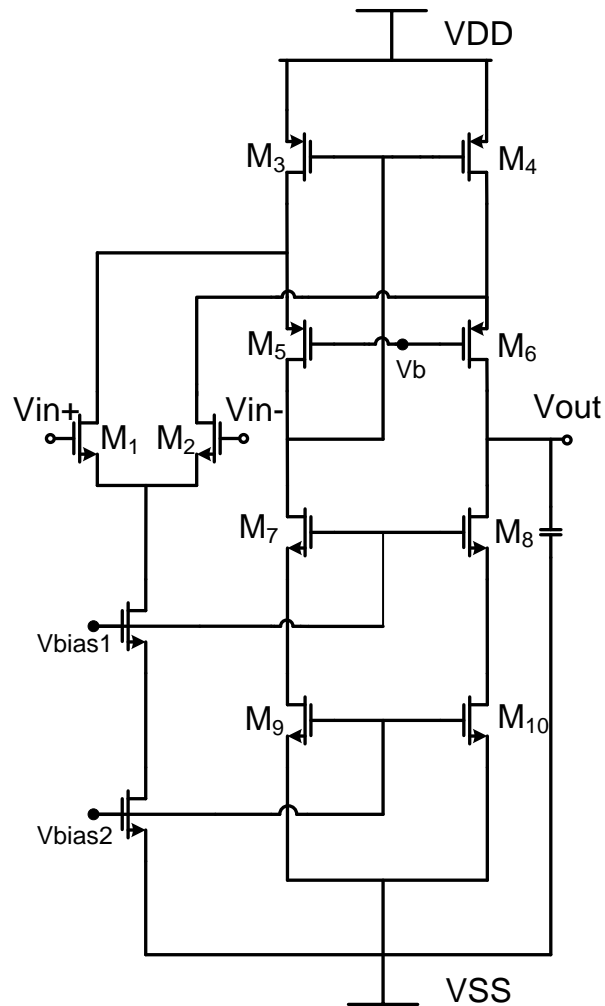 VDD
M3 M4
M5 Vb M6
Vin+ M1 M2 Vin- Vout
M7 M8
Vbias1
M9 M10
Vbias2
VSS